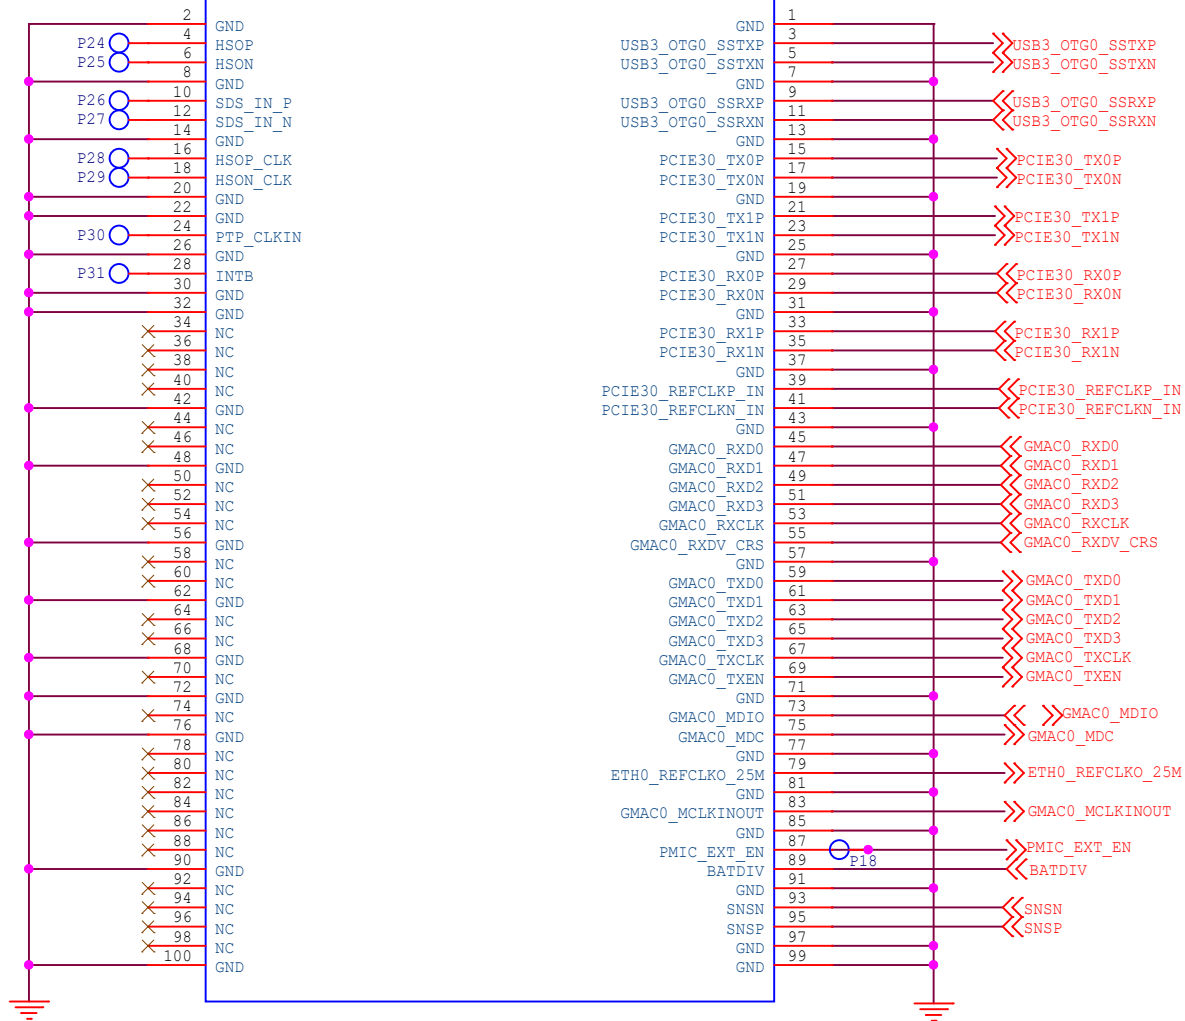 2 GND GND 1
P24 4 HSOP USB3_OTG0_SSTXP 3 USB3_OTG0_SSTXP
P25 6 HSON USB3_OTG0_SSTXN 5 USB3_OTG0_SSTXN
8 GND GND 7
P26 10 SDS_IN_P USB3_OTG0_SSRXP 9 USB3_OTG0_SSRXP
P27 12 SDS_IN_N USB3_OTG0_SSRXN 11 USB3_OTG0_SSRXN
14 GND GND 13
P28 16 HSOP_CLK PCIE30_TX0P 15 PCIE30_TX0P
P29 18 HSON_CLK PCIE30_TX0N 17 PCIE30_TX0N
20 GND GND 19
22 GND PCIE30_TX1P 21 PCIE30_TX1P
P30 24 PTP_CLKIN PCIE30_TX1N 23 PCIE30_TX1N
26 GND GND 25
P31 28 INTB PCIE30_RX0P 27 PCIE30_RX0P
30 GND PCIE30_RX0N 29 PCIE30_RX0N
32 GND GND 31
34 NC PCIE30_RX1P 33 PCIE30_RX1P
36 NC PCIE30_RX1N 35 PCIE30_RX1N
38 NC GND 37
40 NC PCIE30_REFCLKP_IN 39 PCIE30_REFCLKP_IN
42 GND PCIE30_REFCLKN_IN 41 PCIE30_REFCLKN_IN
44 NC GND 43
46 NC GMAC0_RXD0 45 GMAC0_RXD0
48 GND GMAC0_RXD1 47 GMAC0_RXD1
50 NC GMAC0_RXD2 49 GMAC0_RXD2
52 NC GMAC0_RXD3 51 GMAC0_RXD3
54 NC GMAC0_RXCLK 53 GMAC0_RXCLK
56 GND GMAC0_RXDV_CRS 55 GMAC0_RXDV_CRS
58 NC GND 57
60 NC GMAC0_TXD0 59 GMAC0_TXD0
62 GND GMAC0_TXD1 61 GMAC0_TXD1
64 NC GMAC0_TXD2 63 GMAC0_TXD2
66 NC GMAC0_TXD3 65 GMAC0_TXD3
68 GND GMAC0_TXCLK 67 GMAC0_TXCLK
70 NC GMAC0_TXEN 69 GMAC0_TXEN
72 GND GND 71
74 NC GMAC0_MDIO 73 GMAC0_MDIO
76 GND GMAC0_MDC 75 GMAC0_MDC
78 NC GND 77
80 NC ETH0_REFCLKO_25M 79 ETH0_REFCLKO_25M
82 NC GND 81
84 NC GMAC0_MCLKINOUT 83 GMAC0_MCLKINOUT
86 NC GND 85
88 NC PMIC_EXT_EN 87 P18 PMIC_EXT_EN
90 GND BATDIV 89 BATDIV
92 NC GND 91
94 NC SNSN 93 SNSN
96 NC SNSP 95 SNSP
98 NC GND 97
100 GND GND 99